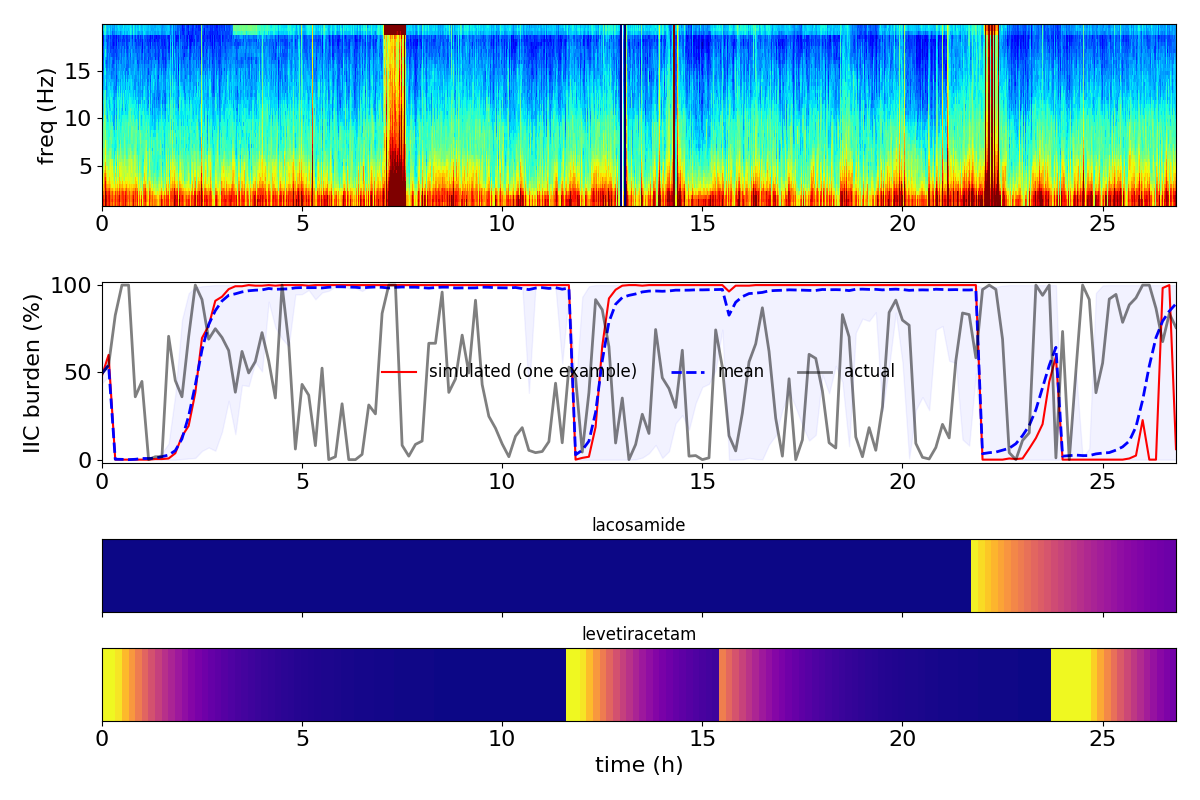 freq (Hz)
15
10
5
0 5 10 15 20 25
IIC burden (%)
100
50
0
simulated (one example) mean actual
0 5 10 15 20 25
lacosamide
levetiracetam
0 5 10 15 20 25
time (h)